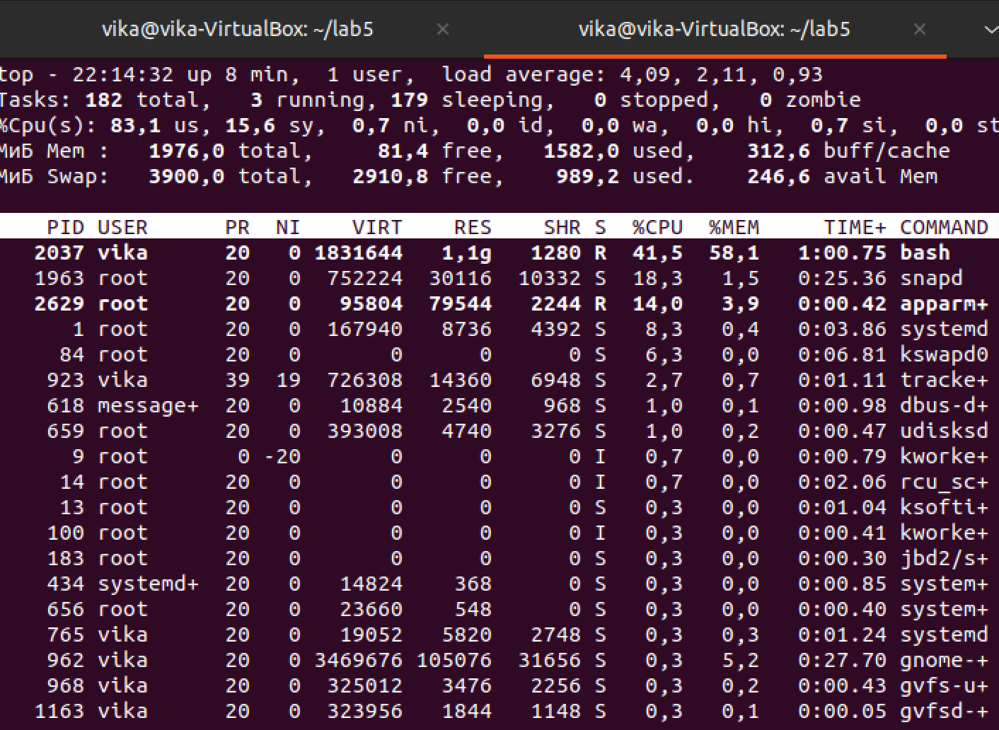 vika@vika-VirtualBox: ~/lab5 × vika@vika-VirtualBox: ~/lab5 ×
top - 22:14:32 up 8 min,  1 user,  load average: 4,09, 2,11, 0,93
Tasks: 182 total,   3 running, 179 sleeping,   0 stopped,   0 zombie
%Cpu(s): 83,1 us, 15,6 sy,  0,7 ni,  0,0 id,  0,0 wa,  0,0 hi,  0,7 si,  0,0 st
МиБ Mem :   1976,0 total,     81,4 free,   1582,0 used,    312,6 buff/cache
МиБ Swap:   3900,0 total,   2910,8 free,    989,2 used.    246,6 avail Mem
PID USER      PR  NI    VIRT    RES    SHR S  %CPU  %MEM     TIME+ COMMAND
2037 vika      20   0 1831644   1,1g   1280 R  41,5  58,1   1:00.75 bash
1963 root      20   0  752224  30116  10332 S  18,3   1,5   0:25.36 snapd
2629 root      20   0   95804  79544   2244 R  14,0   3,9   0:00.42 apparm+
1 root      20   0  167940   8736   4392 S   8,3   0,4   0:03.86 systemd
84 root      20   0       0      0      0 S   6,3   0,0   0:06.81 kswapd0
923 vika      39  19  726308  14360   6948 S   2,7   0,7   0:01.11 tracke+
618 message+  20   0   10884   2540    968 S   1,0   0,1   0:00.98 dbus-d+
659 root      20   0  393008   4740   3276 S   1,0   0,2   0:00.47 udisksd
9 root       0 -20       0      0      0 I   0,7   0,0   0:00.79 kworke+
14 root      20   0       0      0      0 I   0,7   0,0   0:02.06 rcu_sc+
13 root      20   0       0      0      0 S   0,3   0,0   0:01.04 ksofti+
100 root      20   0       0      0      0 I   0,3   0,0   0:00.41 kworke+
183 root      20   0       0      0      0 S   0,3   0,0   0:00.30 jbd2/s+
434 systemd+  20   0   14824    368      0 S   0,3   0,0   0:00.85 system+
656 root      20   0   23660    548      0 S   0,3   0,0   0:00.40 system+
765 vika      20   0   19052   5820   2748 S   0,3   0,3   0:01.24 systemd
962 vika      20   0 3469676 105076  31656 S   0,3   5,2   0:27.70 gnome-+
968 vika      20   0  325012   3476   2256 S   0,3   0,2   0:00.43 gvfs-u+
1163 vika      20   0  323956   1844   1148 S   0,3   0,1   0:00.05 gvfsd-+